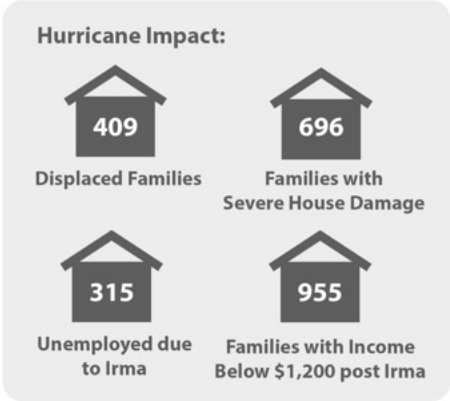 Hurricane Impact:
409
Displaced Families
696
Families with
Severe House Damage
315
Unemployed due
to Irma
955
Families with Income
Below $1,200 post Irma